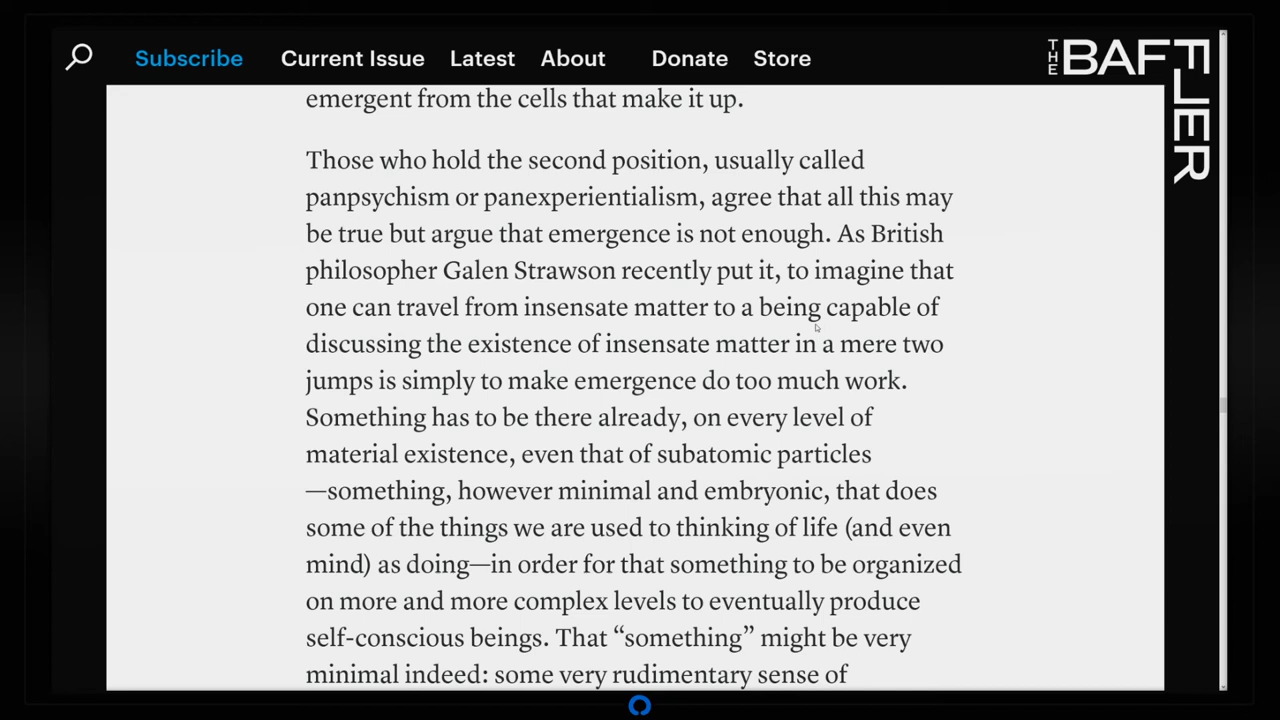 Subscribe Current Issue Latest About Donate Store
THE BAFFLER
emergent from the cells that make it up.
Those who hold the second position, usually called
panpsychism or panexperientialism, agree that all this may
be true but argue that emergence is not enough. As British
philosopher Galen Strawson recently put it, to imagine that
one can travel from insensate matter to a being capable of
discussing the existence of insensate matter in a mere two
jumps is simply to make emergence do too much work.
Something has to be there already, on every level of
material existence, even that of subatomic particles
—something, however minimal and embryonic, that does
some of the things we are used to thinking of life (and even
mind) as doing—in order for that something to be organized
on more and more complex levels to eventually produce
self-conscious beings. That “something” might be very
minimal indeed: some very rudimentary sense of